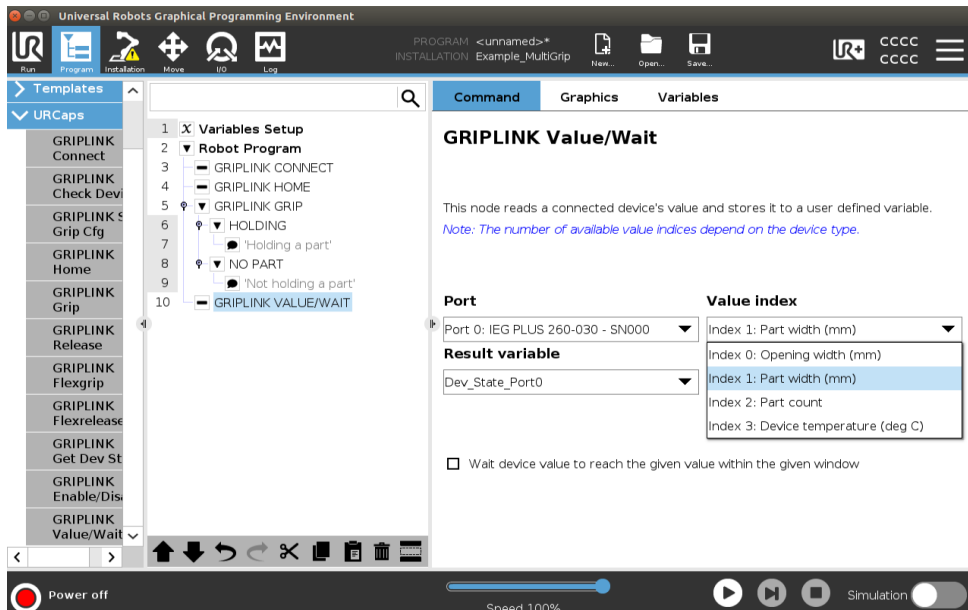 Universal Robots Graphical Programming Environment
UR
Run
Program
Installation
Move
I/O
Log
PROGRAM <unnamed>*
INSTALLATION Example_MultiGrip
New...
Open...
Save...
UR+
CCCC
CCCC
Templates
URCaps
GRIPLINK
Connect
GRIPLINK
Check Devi
GRIPLINK S
Grip Cfg
GRIPLINK
Home
GRIPLINK
Grip
GRIPLINK
Release
GRIPLINK
Flexgrip
GRIPLINK
Flexrelease
GRIPLINK
Get Dev St
GRIPLINK
Enable/Disa
GRIPLINK
Value/Wait
1 X Variables Setup
2 Robot Program
3 GRIPLINK CONNECT
4 GRIPLINK HOME
5 GRIPLINK GRIP
6 HOLDING
7 'Holding a part'
8 NO PART
9 'Not holding a part'
10 GRIPLINK VALUE/WAIT
Command Graphics Variables
GRIPLINK Value/Wait
This node reads a connected device's value and stores it to a user defined variable.
Note: The number of available value indices depend on the device type.
Port
Port 0: IEG PLUS 260-030 - SN000
Value index
Index 1: Part width (mm)
Index 0: Opening width (mm)
Index 1: Part width (mm)
Index 2: Part count
Index 3: Device temperature (deg C)
Result variable
Dev_State_Port0
Wait device value to reach the given value within the given window
Power off
Speed 100%
Simulation